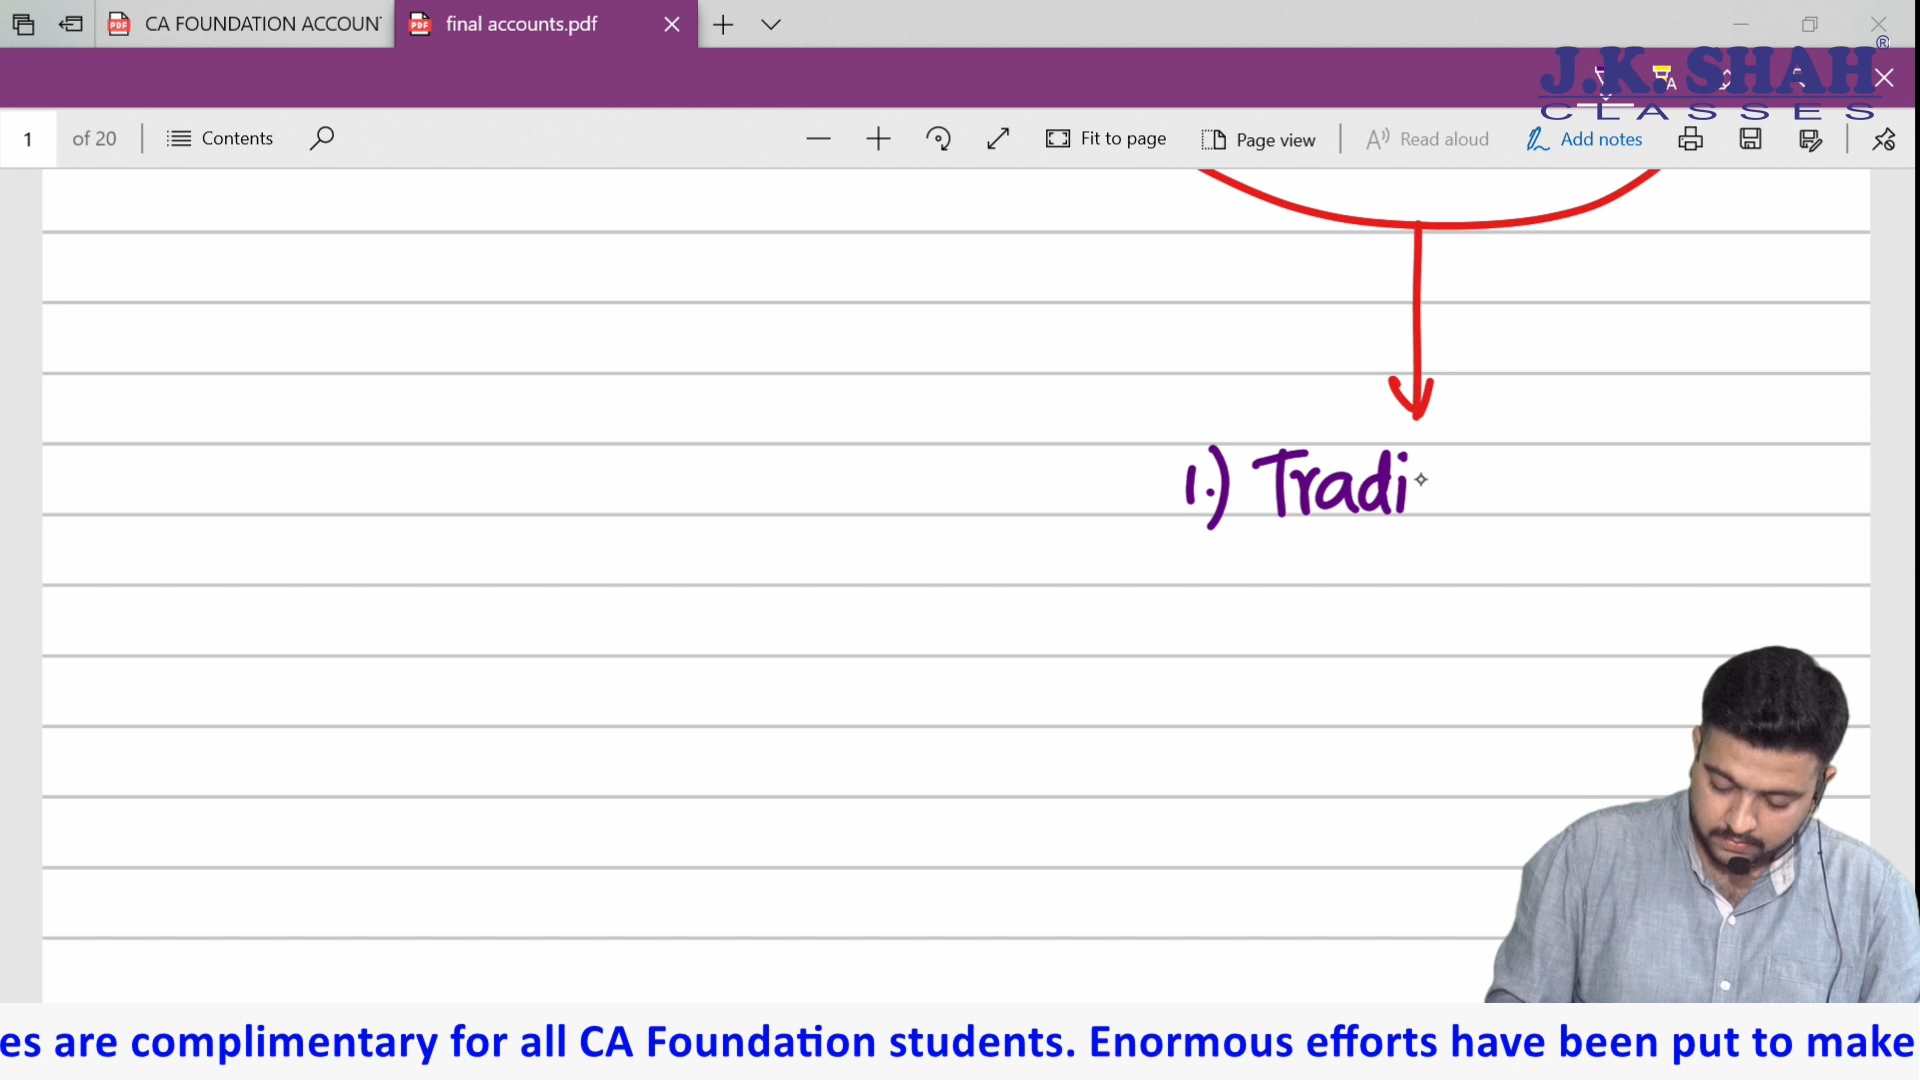 CA FOUNDATION ACCOUN
final accounts.pdf
J.K. SHAH®
CLASSES
1 of 20 Contents Fit to page Page view Read aloud Add notes
1.) Tradi
es are complimentary for all CA Foundation students. Enormous efforts have been put to make